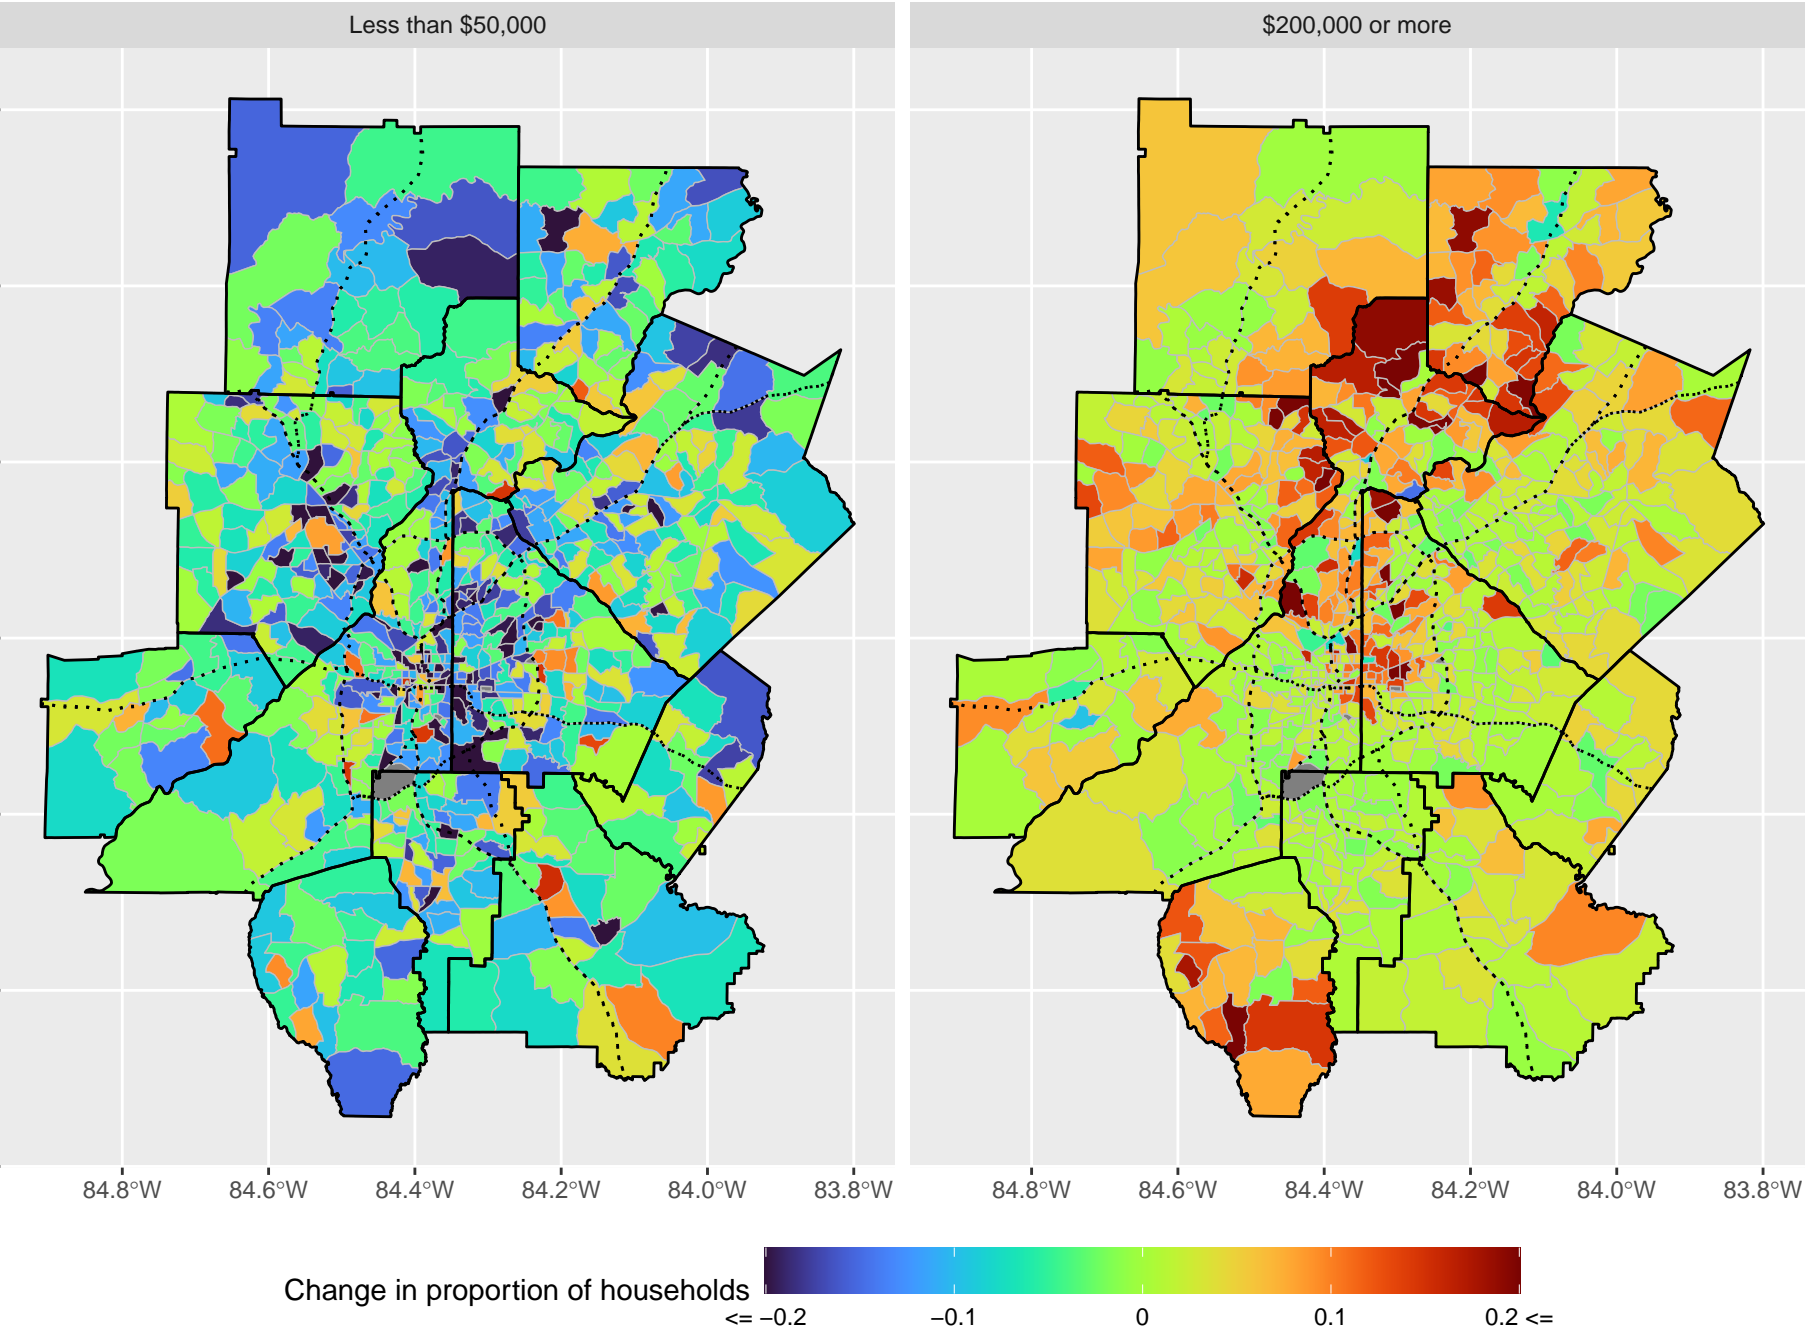 Less than $50,000
$200,000 or more
84.8°W 84.6°W 84.4°W 84.2°W 84.0°W 83.8°W
84.8°W 84.6°W 84.4°W 84.2°W 84.0°W 83.8°W
Change in proportion of households
<= −0.2 −0.1 0 0.1 0.2 <=